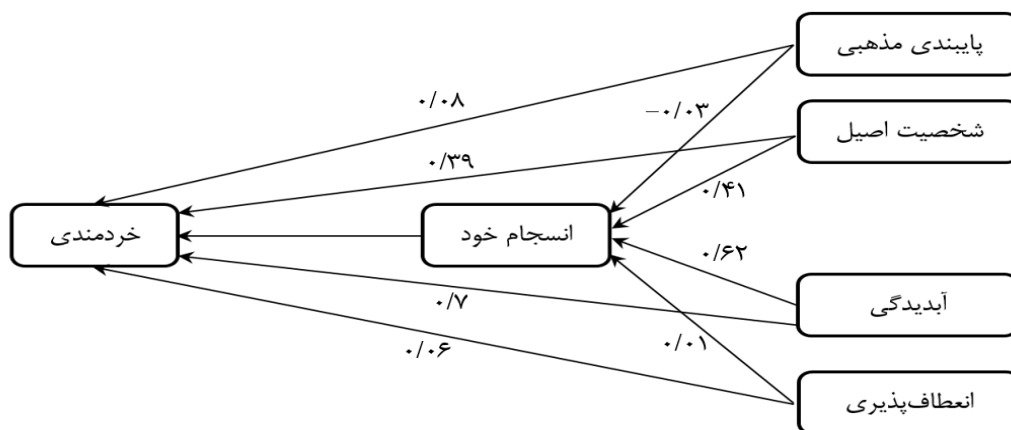 پایبندی مذهبی
۰/۰۸
−۰/۰۳
شخصیت اصیل
۰/۳۹
۰/۴۱
خردمندی
انسجام خود
۰/۶۲
آبدیدگی
۰/۷
۰/۰۱
۰/۰۶
انعطاف‌پذیری